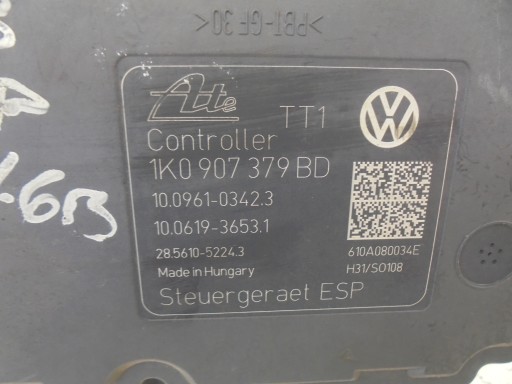 >PBT-GF30<
Ate TT1
Controller
1K0 907 379 BD
10.0961-0342.3
10.0619-3653.1
28.5610-5224.3
610A080034E
Made in Hungary
H31/SO108
Steuergeraet ESP